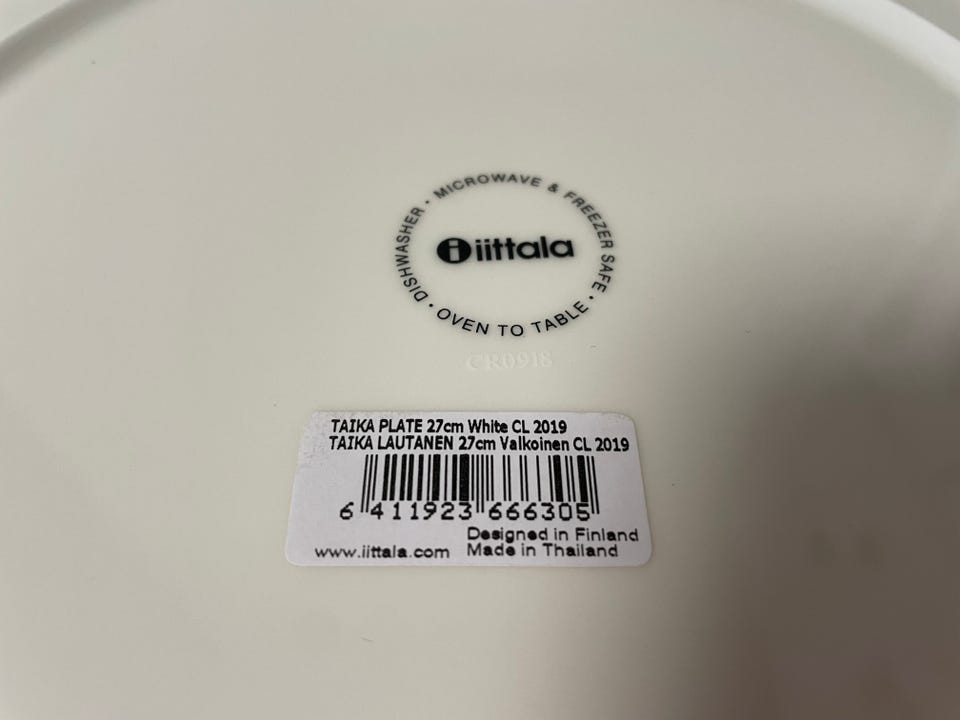 DISHWASHER · MICROWAVE & FREEZER SAFE · OVEN TO TABLE ·
iittala
CR0918
TAIKA PLATE 27cm White CL 2019
TAIKA LAUTANEN 27cm Valkoinen CL 2019
6 411923 666305
Designed in Finland
www.iittala.com Made in Thailand